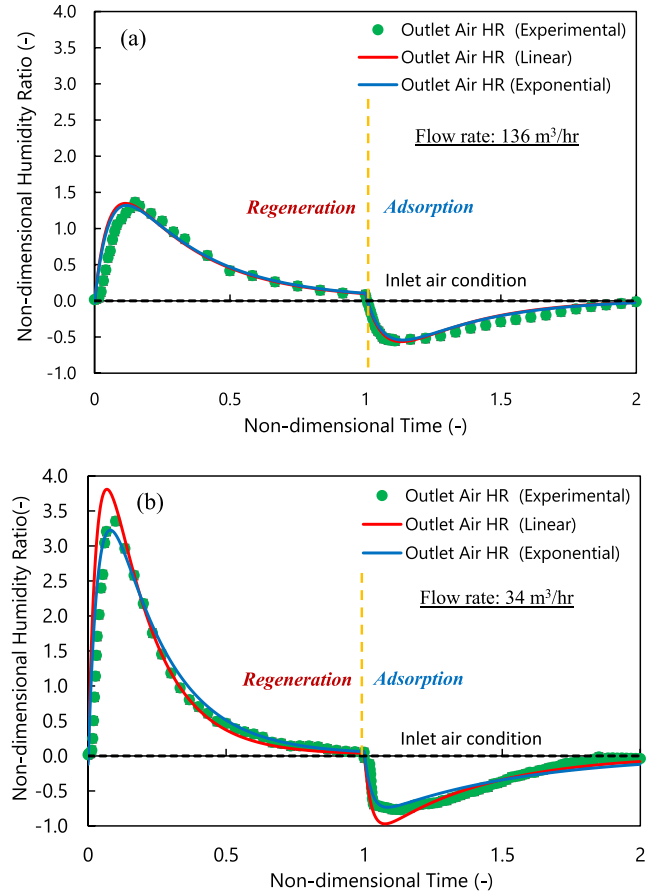 (a)
Outlet Air HR  (Experimental)
Outlet Air HR  (Linear)
Outlet Air HR (Exponential)
Flow rate: 136 m³/hr
Regeneration
Adsorption
Inlet air condition
Non-dimensional Humidity Ratio (-)
4.0
3.5
3.0
2.5
2.0
1.5
1.0
0.5
0.0
-0.5
-1.0
0
0.5
1
1.5
2
Non-dimensional Time (-)
(b)
Outlet Air HR  (Experimental)
Outlet Air HR  (Linear)
Outlet Air HR  (Exponential)
Flow rate: 34 m³/hr
Regeneration
Adsorption
Inlet air condition
Non-dimensional Humidity Ratio(-)
4.0
3.5
3.0
2.5
2.0
1.5
1.0
0.5
0.0
-0.5
-1.0
0
0.5
1
1.5
2
Non-dimensional Time (-)